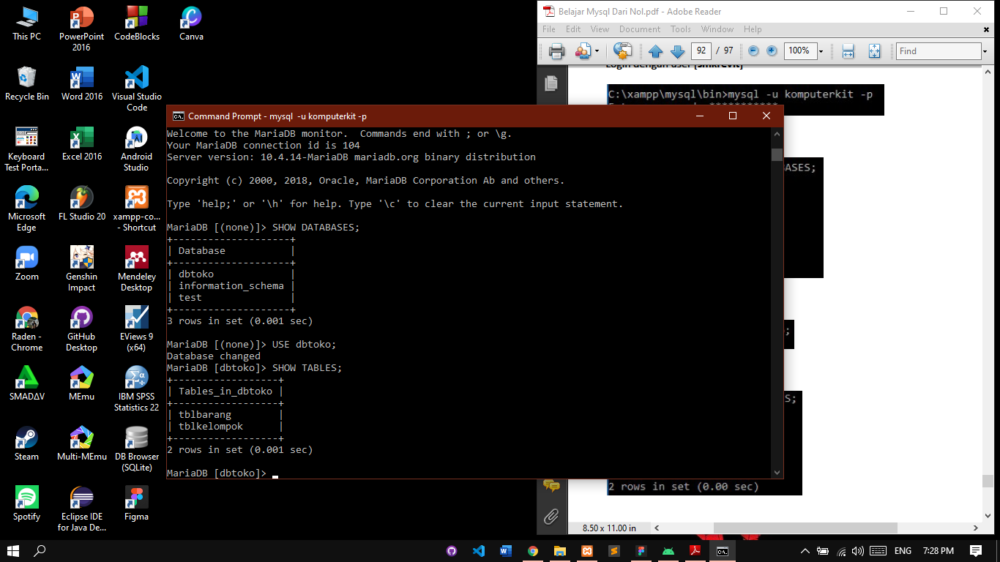 This PC
PowerPoint 2016
CodeBlocks
Canva
Recycle Bin
Word 2016
Visual Studio Code
Keyboard Test Porta...
Excel 2016
Android Studio
Microsoft Edge
FL Studio 20
xampp-co... - Shortcut
Zoom
Genshin Impact
Mendeley Desktop
Raden - Chrome
GitHub Desktop
EViews 9 (x64)
SMADΔV
MEmu
IBM SPSS Statistics 22
Steam
Multi-MEmu
DB Browser (SQLite)
Spotify
Eclipse IDE for Java De...
Figma
Belajar Mysql Dari Nol.pdf - Adobe Reader
File Edit View Document Tools Window Help
92 / 97 100% Find
C:\xampp\mysql\bin>mysql -u komputerkit -p
ASES;
;
S;
2 rows in set (0.00 sec)
8.50 x 11.00 in
Command Prompt - mysql -u komputerkit -p
Welcome to the MariaDB monitor.  Commands end with ; or \g.
Your MariaDB connection id is 104
Server version: 10.4.14-MariaDB mariadb.org binary distribution
Copyright (c) 2000, 2018, Oracle, MariaDB Corporation Ab and others.
Type 'help;' or '\h' for help. Type '\c' to clear the current input statement.
MariaDB [(none)]> SHOW DATABASES;
+--------------------+
| Database           |
+--------------------+
| dbtoko             |
| information_schema |
| test               |
+--------------------+
3 rows in set (0.001 sec)
MariaDB [(none)]> USE dbtoko;
Database changed
MariaDB [dbtoko]> SHOW TABLES;
+------------------+
| Tables_in_dbtoko |
+------------------+
| tblbarang        |
| tblkelompok      |
+------------------+
2 rows in set (0.001 sec)
MariaDB [dbtoko]>
ENG 7:28 PM